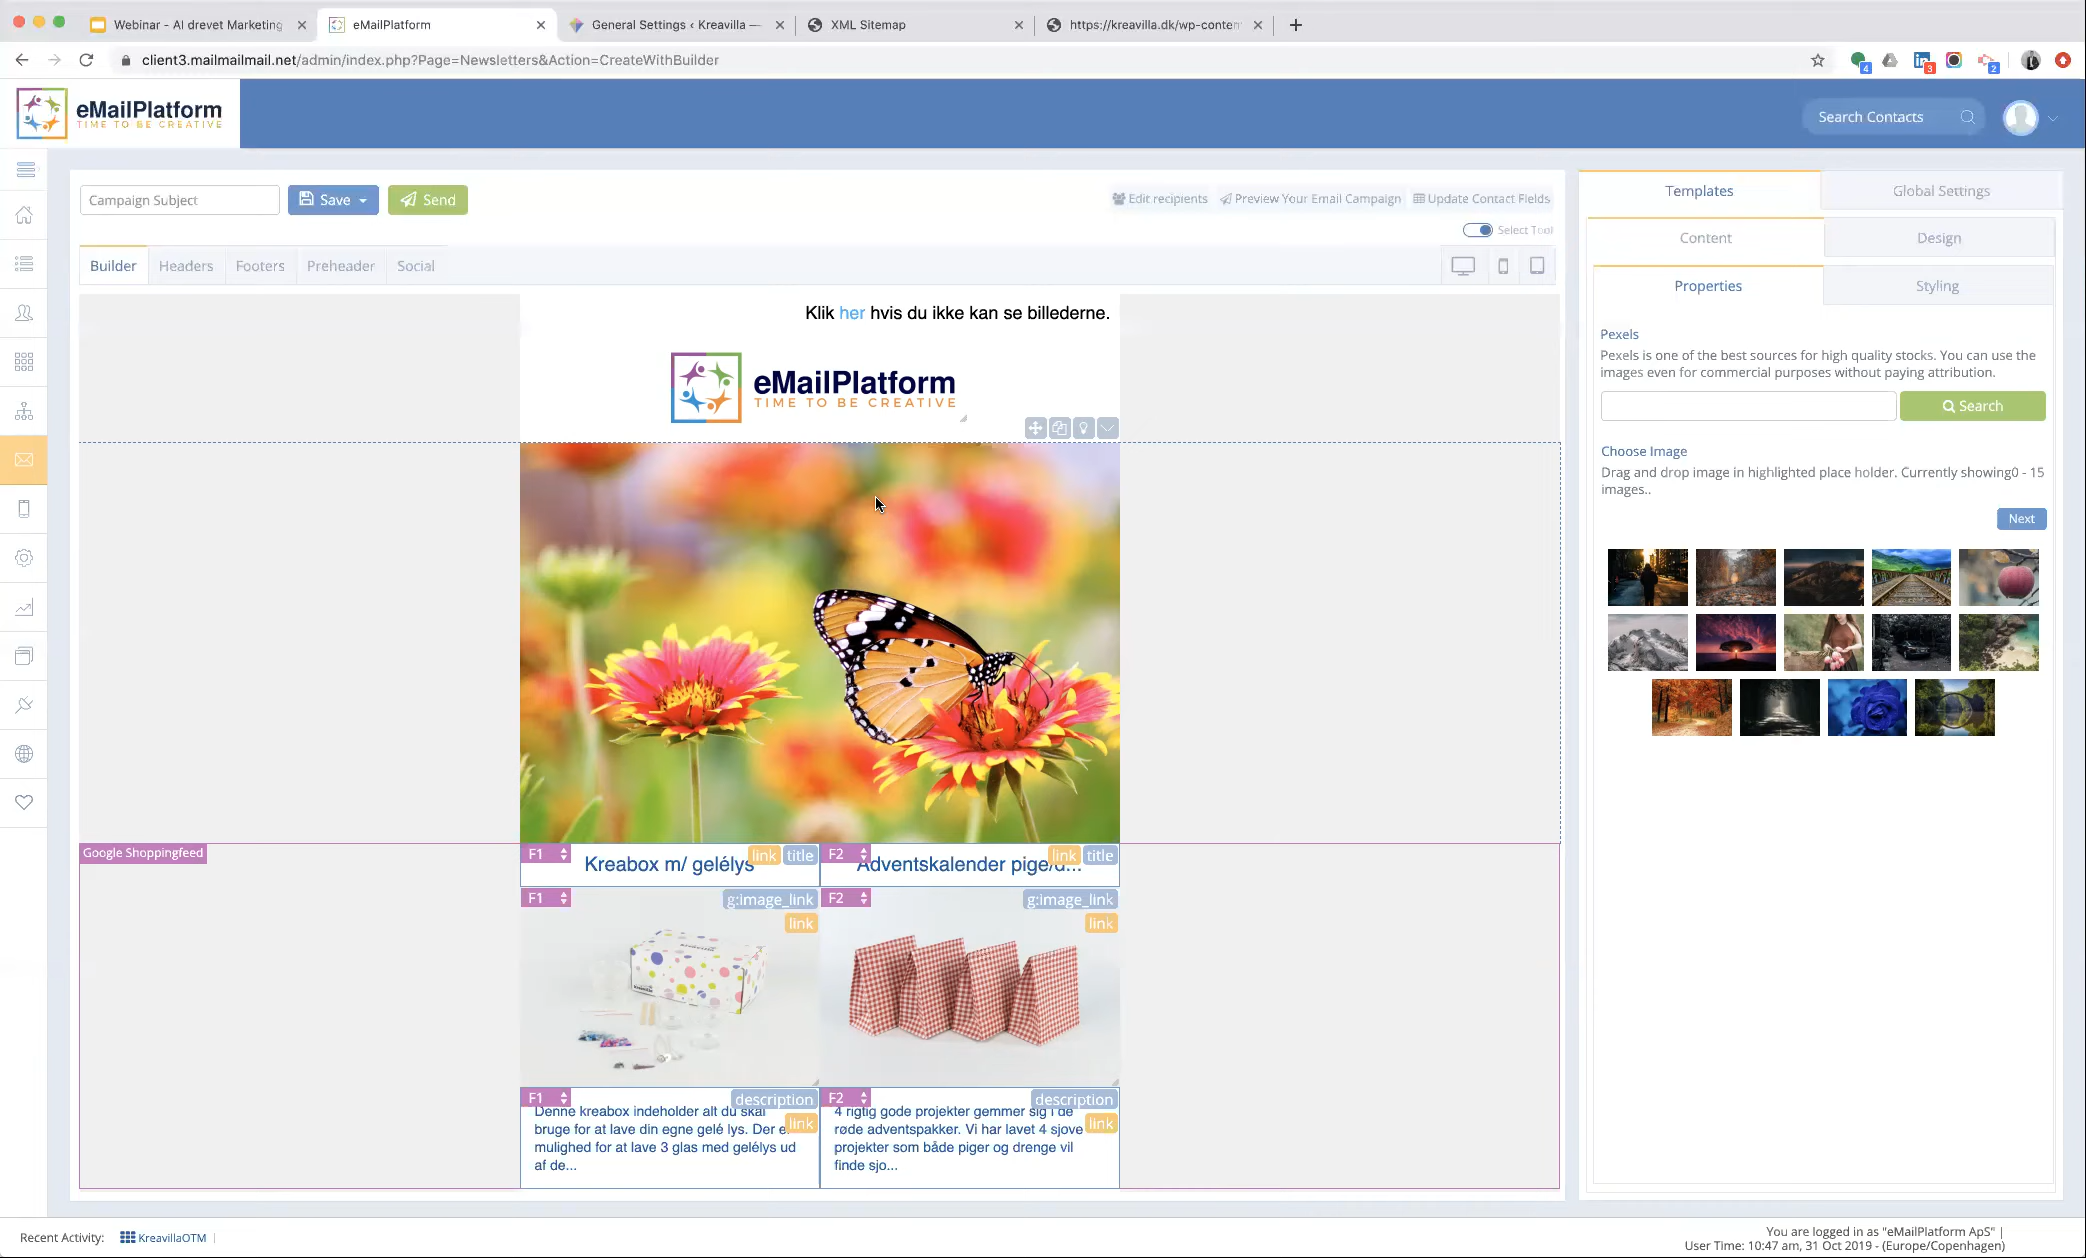 Webinar - AI drevet Marketing
eMailPlatform
General Settings ‹ Kreavilla —
XML Sitemap
https://kreavilla.dk/wp-conten
client3.mailmailmail.net/admin/index.php?Page=Newsletters&Action=CreateWithBuilder
4
3
2
eMailPlatform
TIME TO BE CREATIVE
Search Contacts
Campaign Subject
Save
Send
Edit recipients
Preview Your Email Campaign
Update Contact Fields
Select Tool
Builder
Headers
Footers
Preheader
Social
Klik her hvis du ikke kan se billederne.
eMailPlatform
TIME TO BE CREATIVE
Google Shoppingfeed
F1
link
title
Kreabox m/ gelélys
F2
link
title
Adventskalender pige/d...
F1
g:image_link
link
F2
g:image_link
link
F1
description
link
Denne kreabox indeholder alt du skal
bruge for at lave din egne gelé lys. Der e
mulighed for at lave 3 glas med gelélys ud
af de...
F2
description
link
4 rigtig gode projekter gemmer sig i de
røde adventspakker. Vi har lavet 4 sjove
projekter som både piger og drenge vil
finde sjo...
Templates
Global Settings
Content
Design
Properties
Styling
Pexels
Pexels is one of the best sources for high quality stocks. You can use the
images even for commercial purposes without paying attribution.
Search
Choose Image
Drag and drop image in highlighted place holder. Currently showing0 - 15
images..
Next
Recent Activity:
KreavillaOTM
You are logged in as "eMailPlatform ApS" |
User Time: 10:47 am, 31 Oct 2019 - (Europe/Copenhagen)